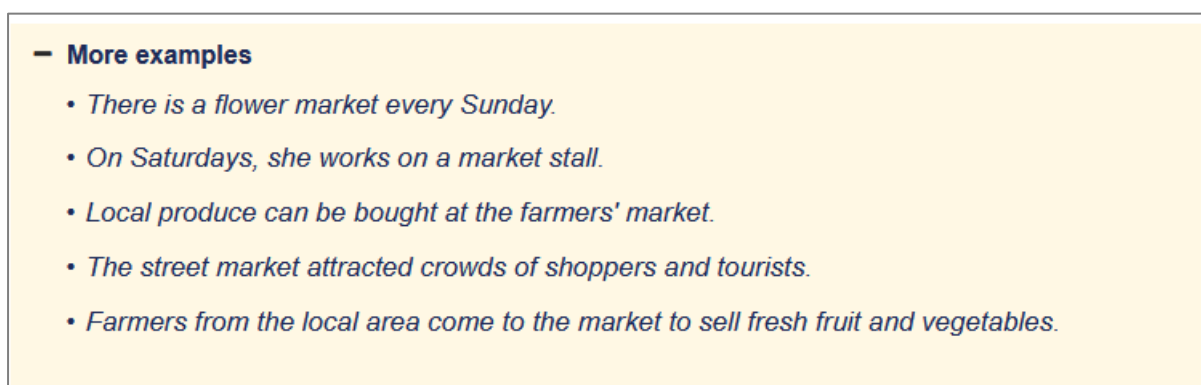 − More examples
• There is a flower market every Sunday.
• On Saturdays, she works on a market stall.
• Local produce can be bought at the farmers' market.
• The street market attracted crowds of shoppers and tourists.
• Farmers from the local area come to the market to sell fresh fruit and vegetables.